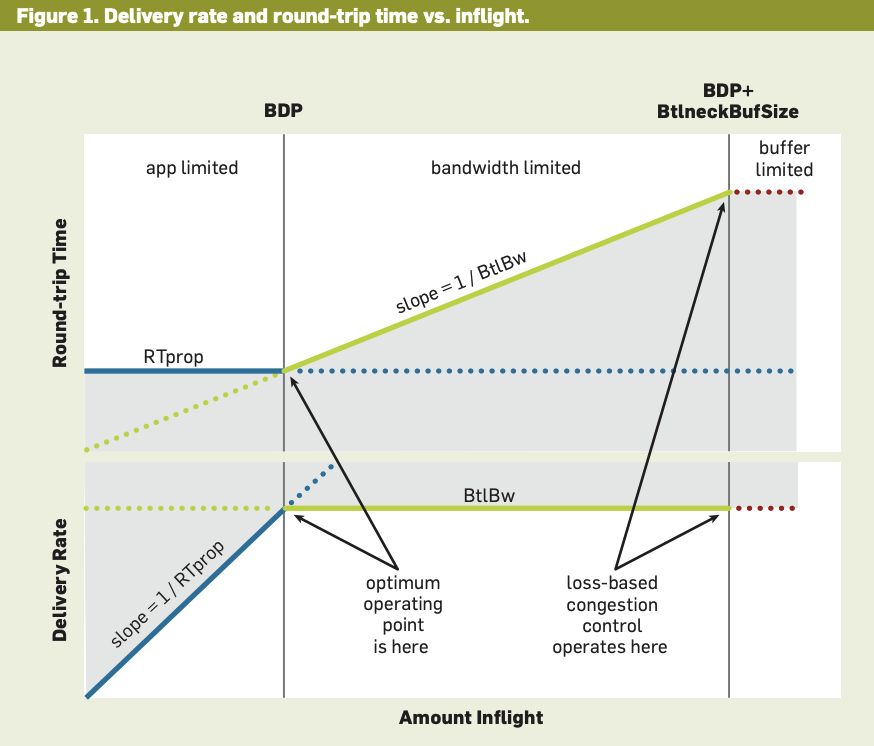 Figure 1. Delivery rate and round-trip time vs. inflight.
BDP
BDP+
BtlneckBufSize
app limited
bandwidth limited
buffer
limited
Round-trip Time
slope = 1 / BtlBw
RTprop
BtlBw
Delivery Rate
slope = 1 / RTprop
optimum
operating
point
is here
loss-based
congestion
control
operates here
Amount Inflight